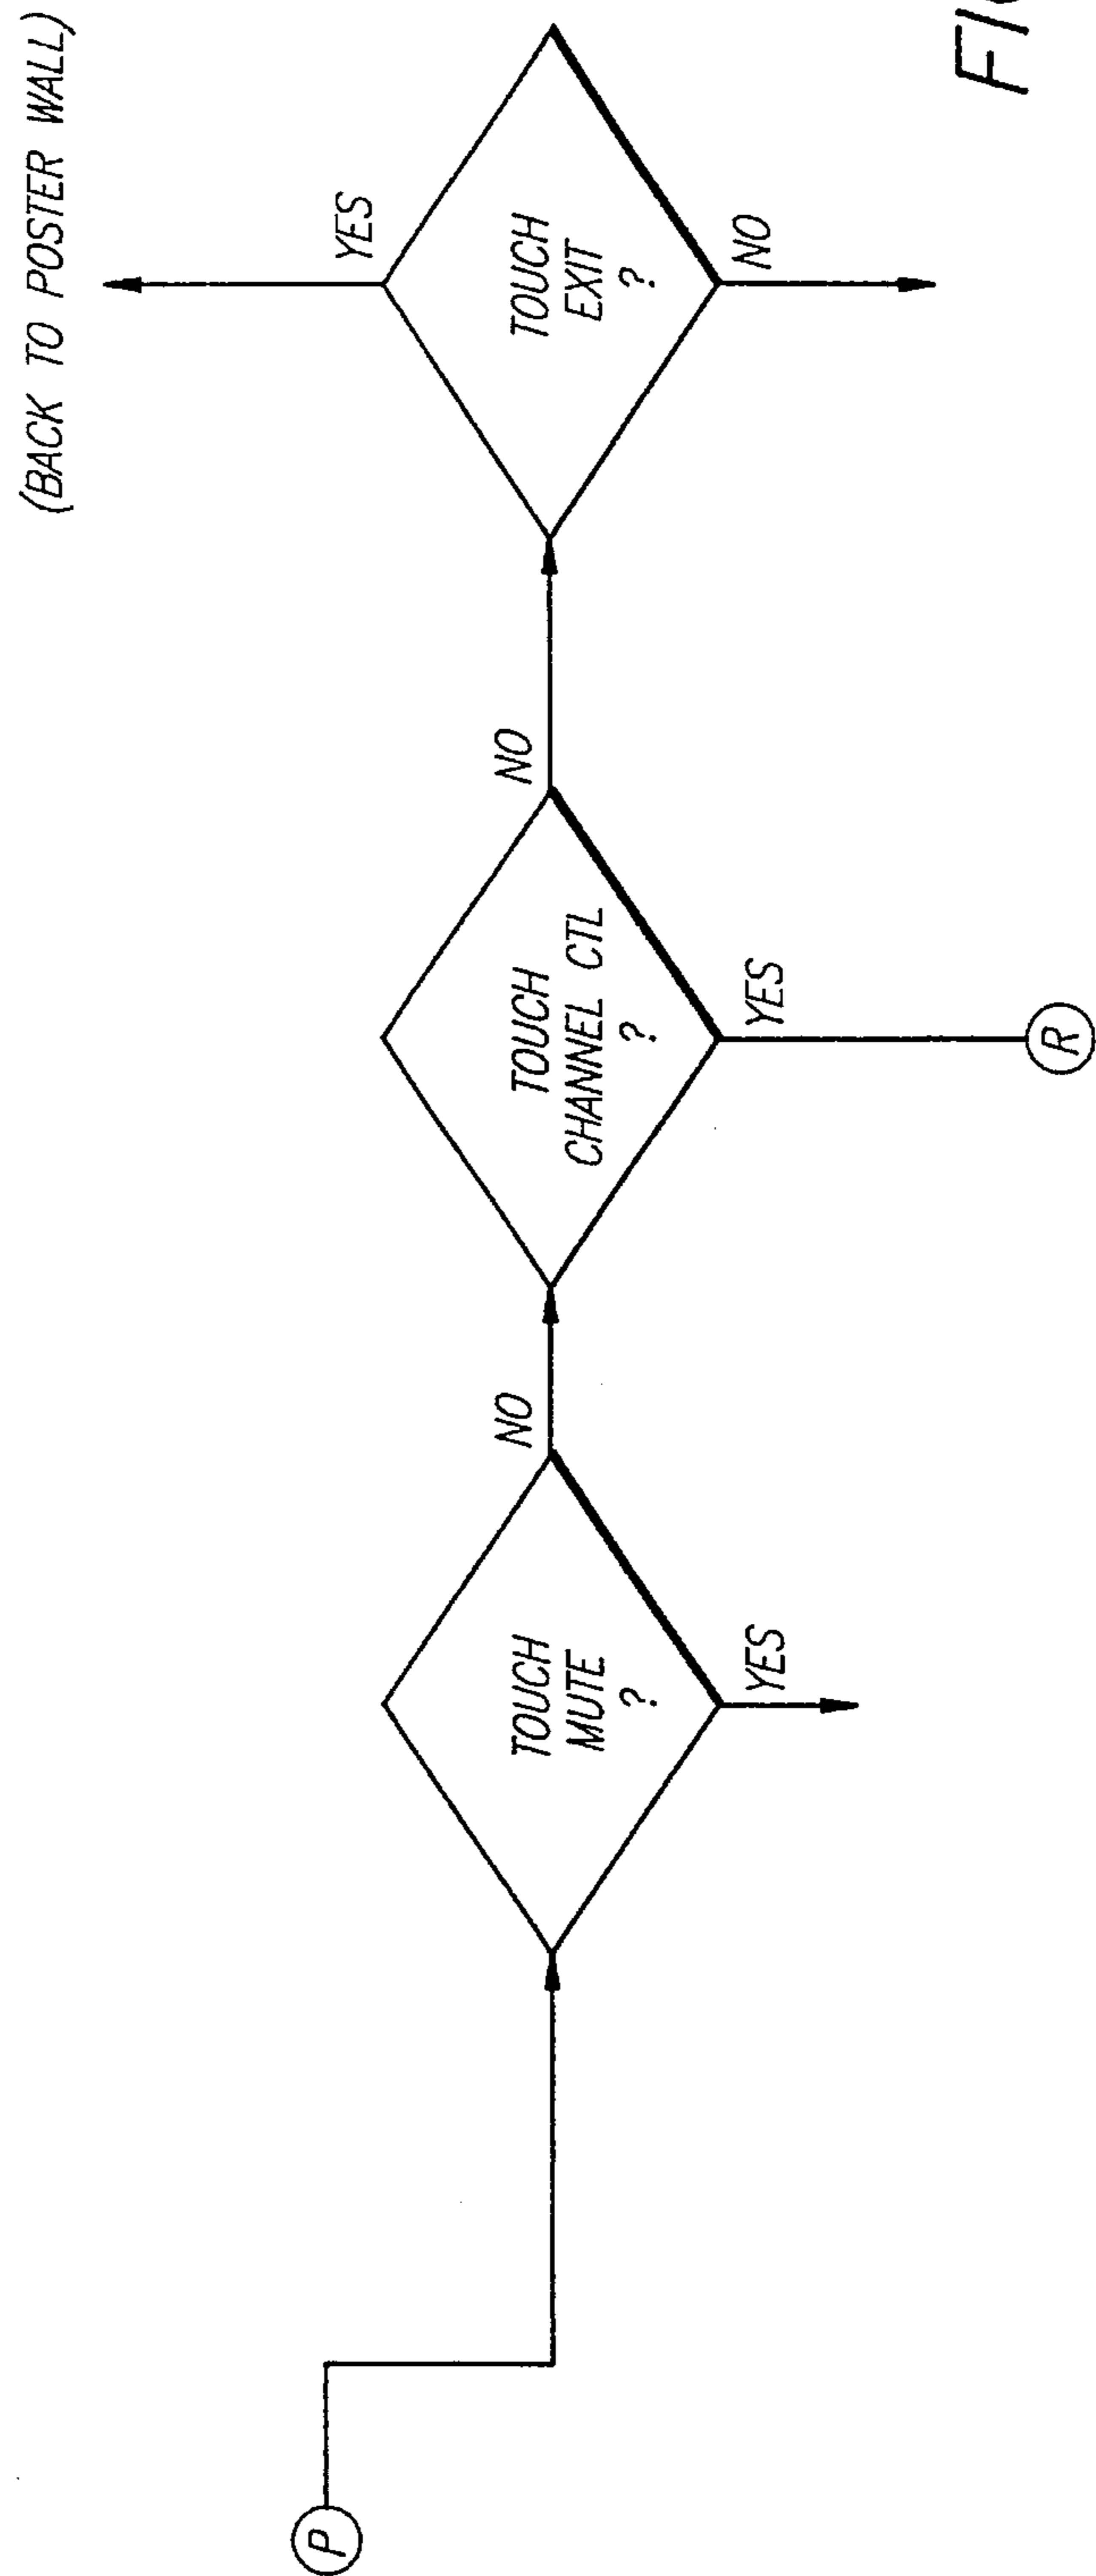 (BACK TO POSTER WALL)
P
TOUCH
MUTE
?
NO
YES
TOUCH
CHANNEL CTL
?
NO
YES
R
TOUCH
EXIT
?
YES
NO